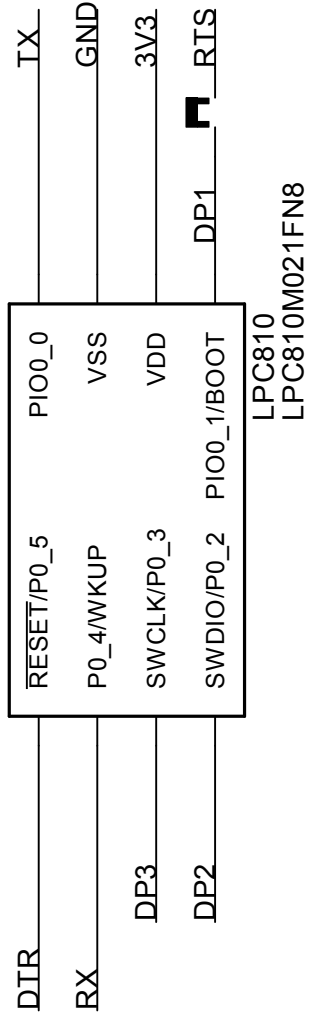 DTR
RX
DP3
DP2
RESET/P0_5
P0_4/WKUP
SWCLK/P0_3
SWDIO/P0_2
PIO0_0
VSS
VDD
PIO0_1/BOOT
TX
GND
3V3
DP1
RTS
LPC810
LPC810M021FN8